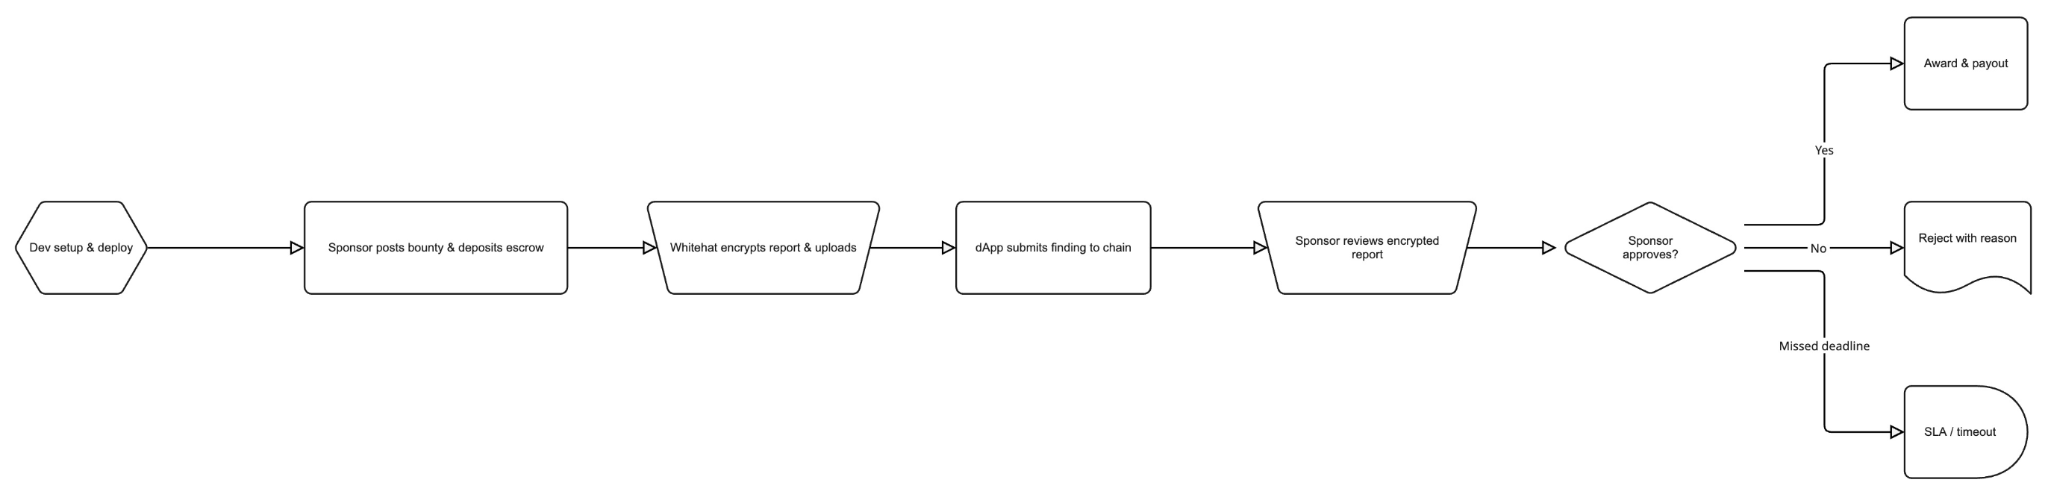 Dev setup & deploy
Sponsor posts bounty & deposits escrow
Whitehat encrypts report & uploads
dApp submits finding to chain
Sponsor reviews encrypted
report
Sponsor
approves?
Yes
Award & payout
No
Reject with reason
Missed deadline
SLA / timeout